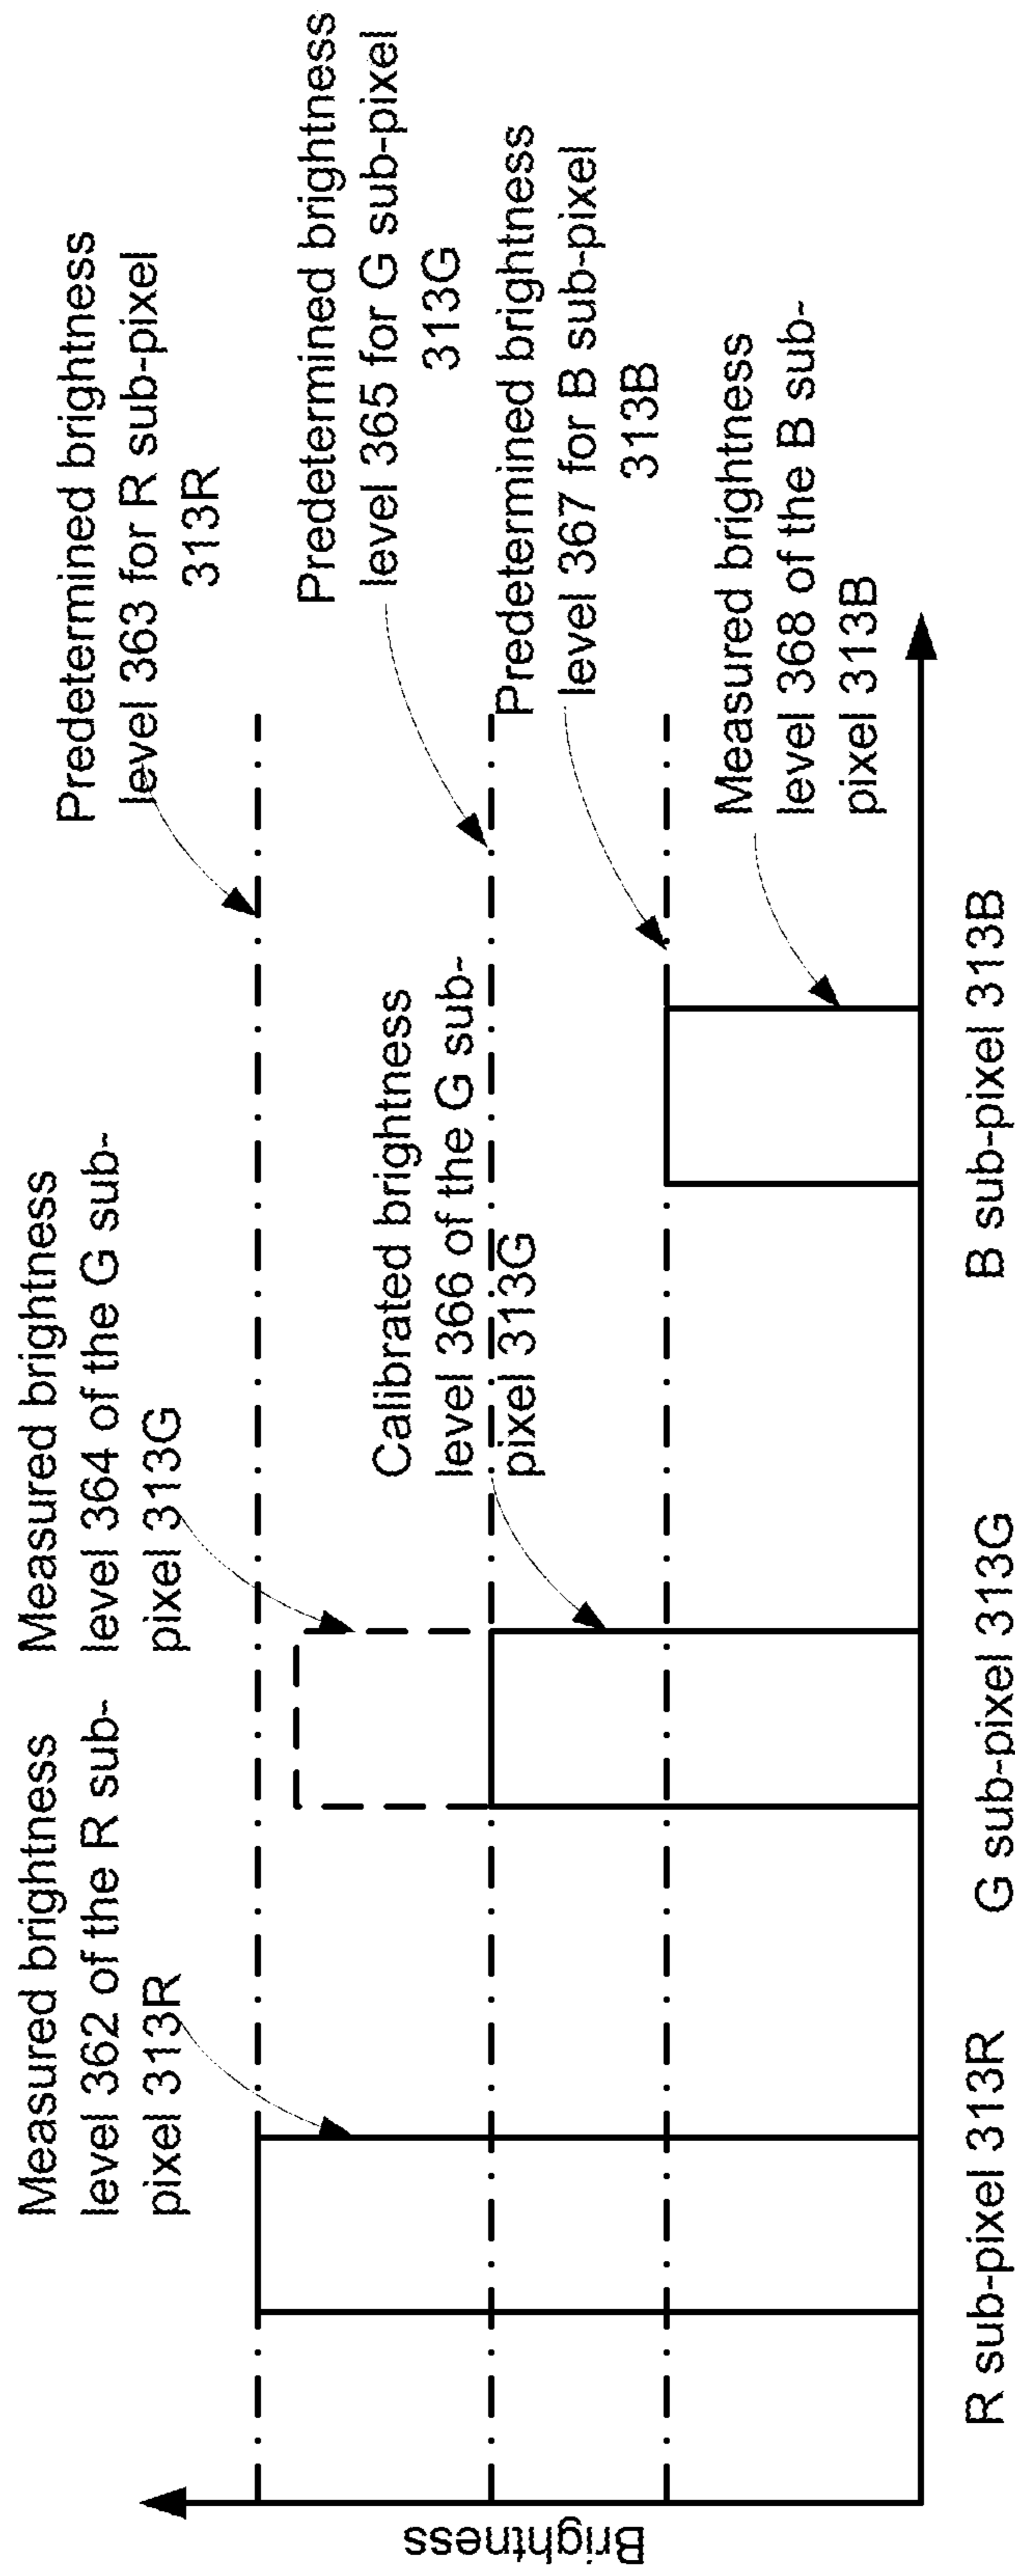 Measured brightness
level 362 of the R sub-
pixel 313R
Measured brightness
level 364 of the G sub-
pixel 313G
Predetermined brightness
level 363 for R sub-pixel
313R
Predetermined brightness
level 365 for G sub-pixel
313G
Calibrated brightness
level 366 of the G sub-
pixel 313G
Predetermined brightness
level 367 for B sub-pixel
313B
Measured brightness
level 368 of the B sub-
pixel 313B
Brightness
R sub-pixel 313R
G sub-pixel 313G
B sub-pixel 313B